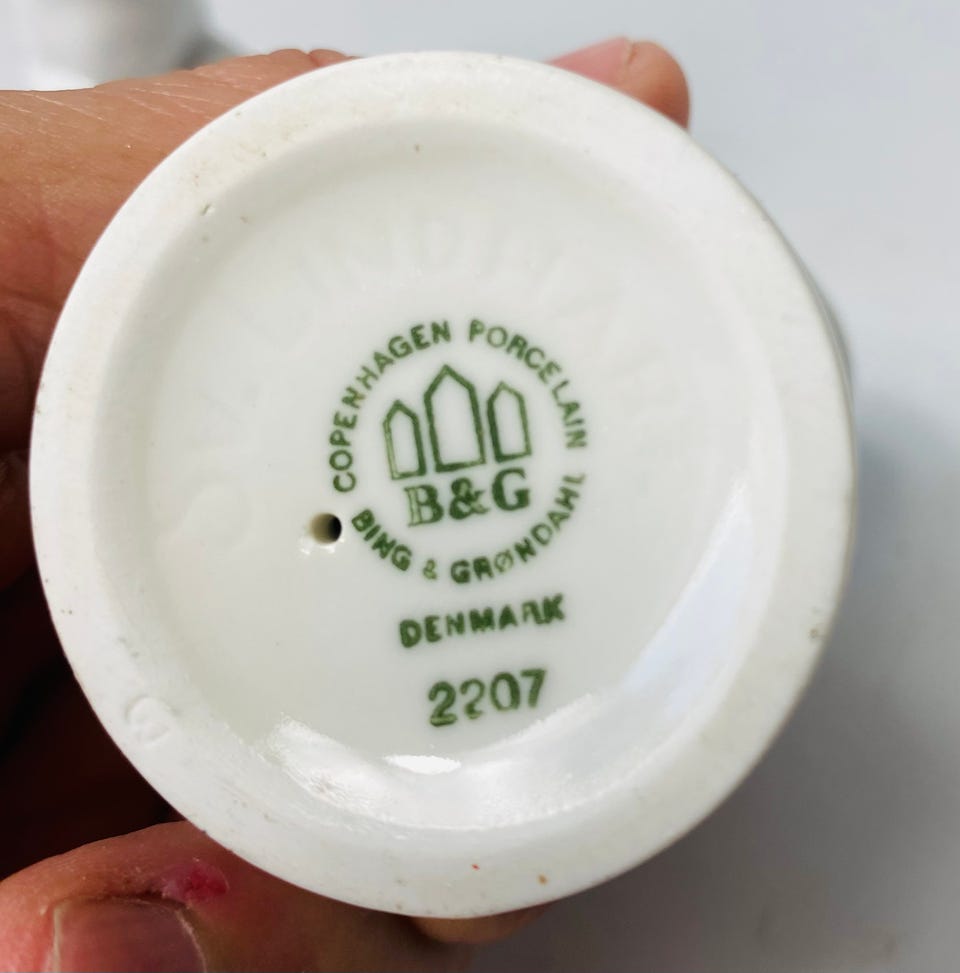 COPENHAGEN PORCELAIN
B&G
BING & GRØNDAHL
DENMARK
2207